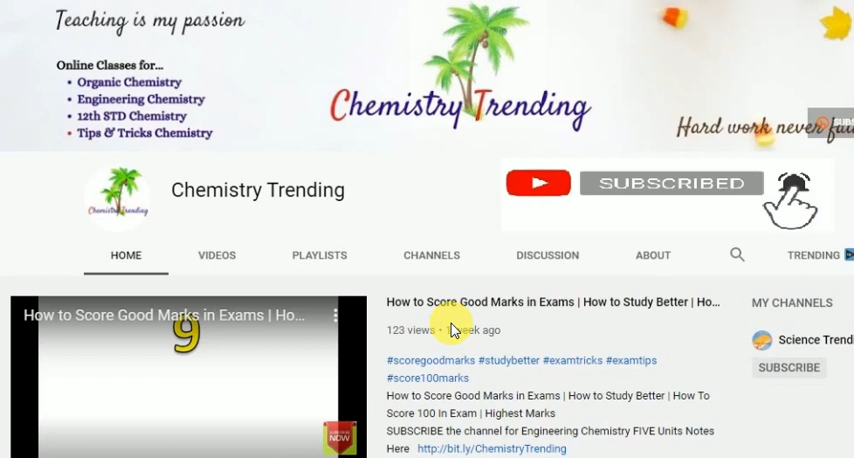 Teaching is my passion
Online Classes for...
• Organic Chemistry
• Engineering Chemistry
• 12th STD Chemistry
• Tips & Tricks Chemistry
Chemistry Trending
Hard work never
Chemistry Trending
Chemistry Trending
SUBSCRIBED
HOME VIDEOS PLAYLISTS CHANNELS DISCUSSION ABOUT TRENDING
How to Score Good Marks in Exams | Ho...
9
SUBSCRIBE NOW
How to Score Good Marks in Exams | How to Study Better | Ho...
123 views • 1 week ago
#scoregoodmarks #studybetter #examtricks #examtips
#score100marks
How to Score Good Marks in Exams | How to Study Better | How To
Score 100 In Exam | Highest Marks
SUBSCRIBE the channel for Engineering Chemistry FIVE Units Notes
Here http://bit.ly/ChemistryTrending
MY CHANNELS
Science Trend
SUBSCRIBE